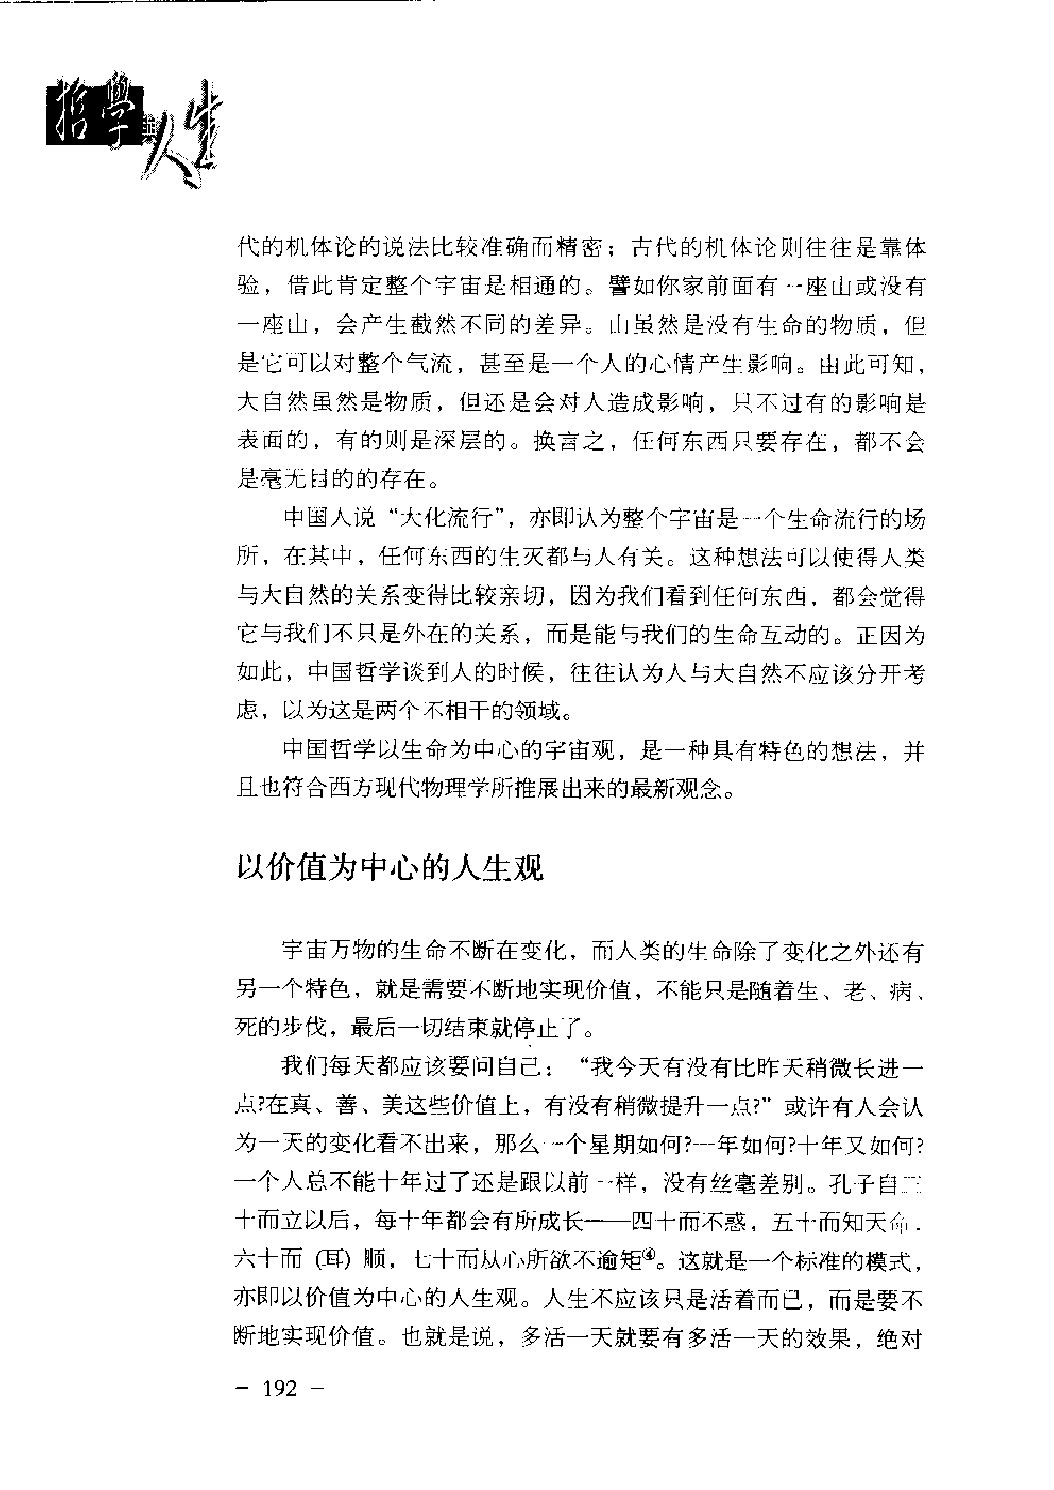 哲學與人生
代的机体论的说法比较准确而精密；古代的机体论则往往是靠体
验，借此肯定整个宇宙是相通的。譬如你家前面有一座山或没有
一座山，会产生截然不同的差异。山虽然是没有生命的物质，但
是它可以对整个气流，甚至是一个人的心情产生影响。由此可知，
大自然虽然是物质，但还是会对人造成影响，只不过有的影响是
表面的，有的则是深层的。换言之，任何东西只要存在，都不会
是毫无目的的存在。
中国人说“大化流行”，亦即认为整个宇宙是一个生命流行的场
所，在其中，任何东西的生灭都与人有关。这种想法可以使得人类
与大自然的关系变得比较亲切，因为我们看到任何东西，都会觉得
它与我们不只是外在的关系，而是能与我们的生命互动的。正因为
如此，中国哲学谈到人的时候，往往认为人与大自然不应该分开考
虑，以为这是两个不相干的领域。
中国哲学以生命为中心的宇宙观，是一种具有特色的想法，并
且也符合西方现代物理学所推展出来的最新观念。
以价值为中心的人生观
宇宙万物的生命不断在变化，而人类的生命除了变化之外还有
另一个特色，就是需要不断地实现价值，不能只是随着生、老、病、
死的步伐，最后一切结束就停止了。
我们每天都应该要问自己：“我今天有没有比昨天稍微长进一
点?在真、善、美这些价值上，有没有稍微提升一点?”或许有人会认
为一天的变化看不出来，那么一个星期如何?一年如何?十年又如何?
一个人总不能十年过了还是跟以前一样，没有丝毫差别。孔子自三
十而立以后，每十年都会有所成长——四十而不惑，五十而知天命，
六十而（耳）顺，七十而从心所欲不逾矩④。这就是一个标准的模式，
亦即以价值为中心的人生观。人生不应该只是活着而已，而是要不
断地实现价值。也就是说，多活一天就要有多活一天的效果，绝对
- 192 -